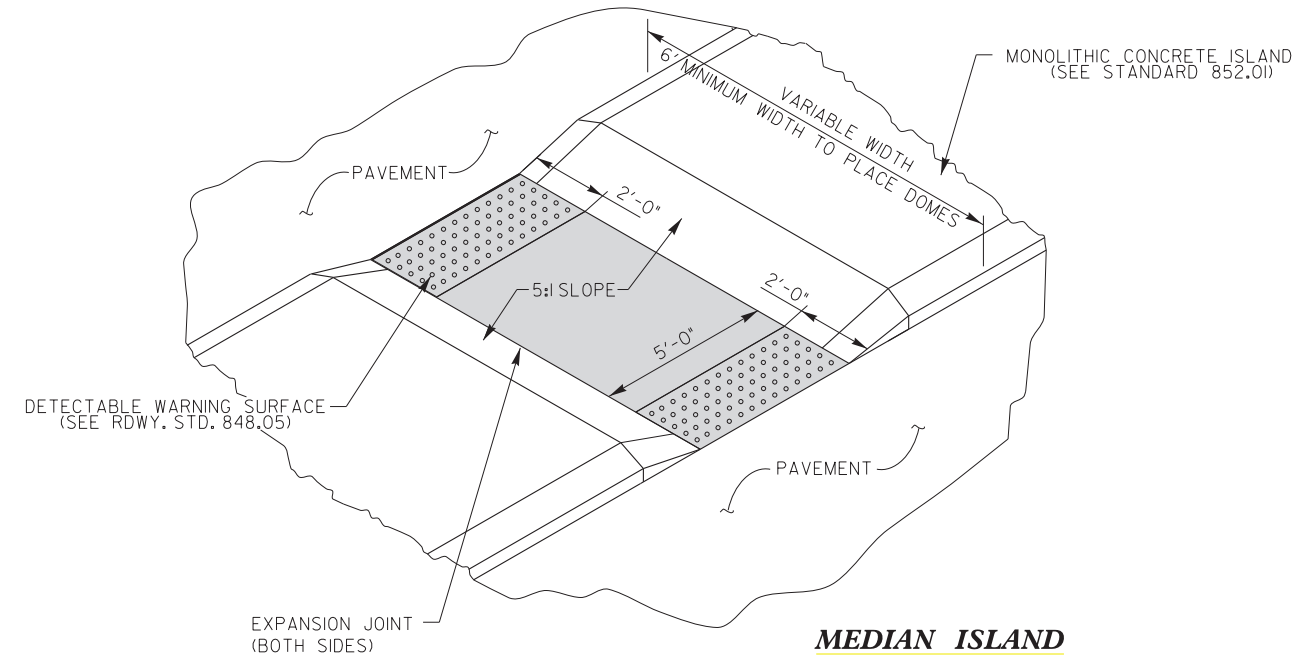 MONOLITHIC CONCRETE ISLAND
(SEE STANDARD 852.01)
VARIABLE WIDTH
6' MINIMUM WIDTH TO PLACE DOMES
PAVEMENT
2'-0"
5:1 SLOPE
2'-0"
5'-0"
DETECTABLE WARNING SURFACE
(SEE RDWY. STD. 848.05)
PAVEMENT
EXPANSION JOINT
(BOTH SIDES)
MEDIAN ISLAND